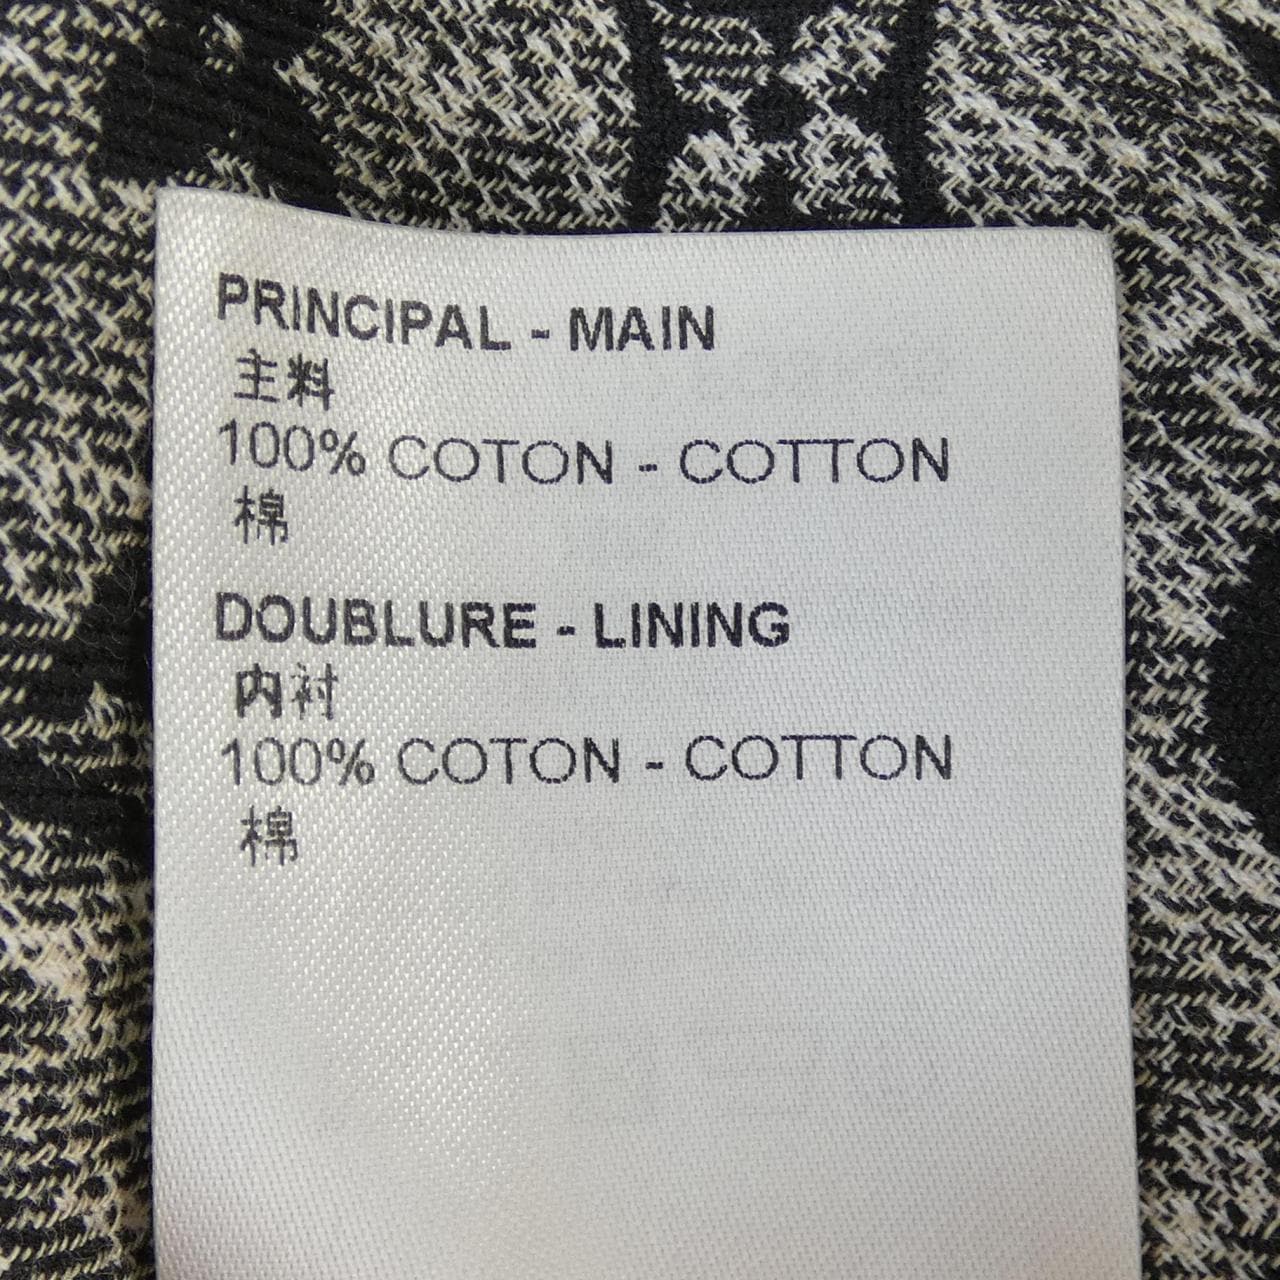 PRINCIPAL - MAIN
主料
100% COTON - COTTON
棉
DOUBLURE - LINING
内衬
100% COTON - COTTON
棉